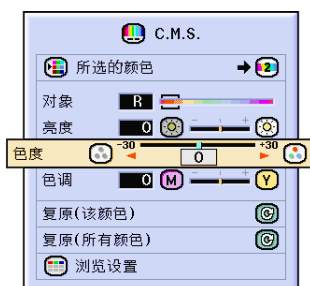 C.M.S.
所选的颜色 2
对象 R
亮度 0 - +
色度 -30 0 +30
色调 0 M - + Y
复原(该颜色)
复原(所有颜色)
浏览设置